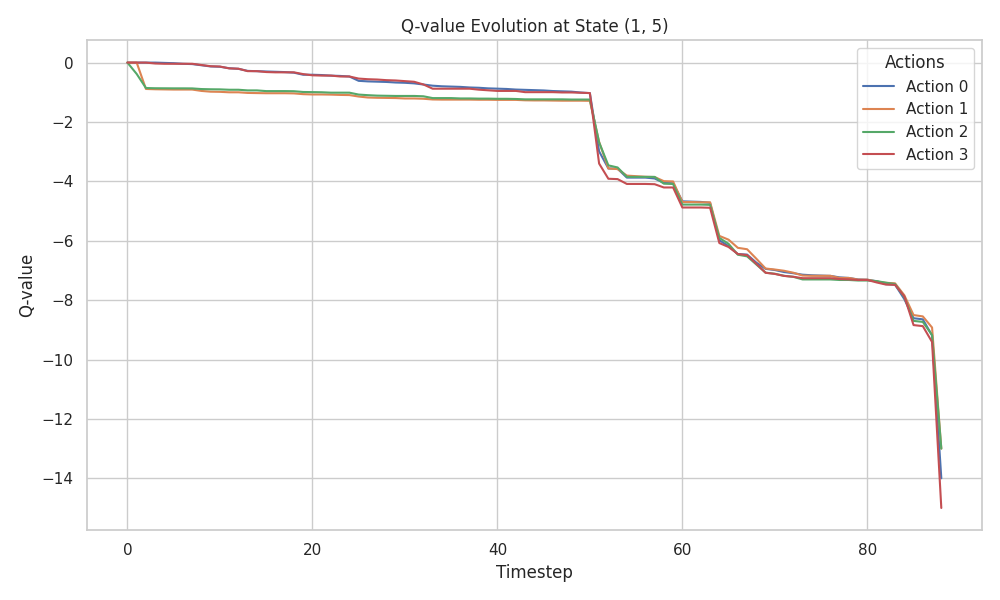 Q-value Evolution at State (1, 5)
Actions
Action 0
Action 1
Action 2
Action 3
Q-value
0
−2
−4
−6
−8
−10
−12
−14
0 20 40 60 80
Timestep